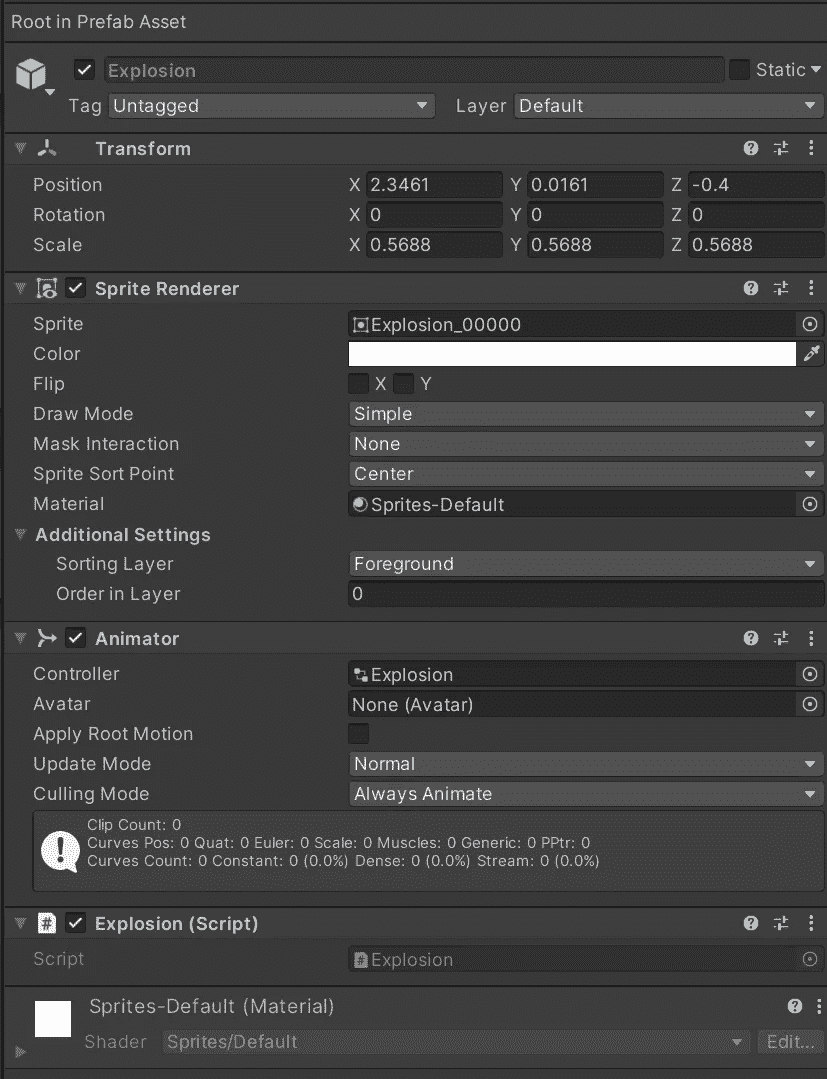 Root in Prefab Asset
Explosion Static
Tag Untagged Layer Default
Transform
Position X 2.3461 Y 0.0161 Z -0.4
Rotation X 0 Y 0 Z 0
Scale X 0.5688 Y 0.5688 Z 0.5688
Sprite Renderer
Sprite Explosion_00000
Color
Flip X Y
Draw Mode Simple
Mask Interaction None
Sprite Sort Point Center
Material Sprites-Default
Additional Settings
Sorting Layer Foreground
Order in Layer 0
Animator
Controller Explosion
Avatar None (Avatar)
Apply Root Motion
Update Mode Normal
Culling Mode Always Animate
Clip Count: 0
Curves Pos: 0 Quat: 0 Euler: 0 Scale: 0 Muscles: 0 Generic: 0 PPtr: 0
Curves Count: 0 Constant: 0 (0.0%) Dense: 0 (0.0%) Stream: 0 (0.0%)
# Explosion (Script)
Script # Explosion
Sprites-Default (Material)
Shader Sprites/Default Edit...